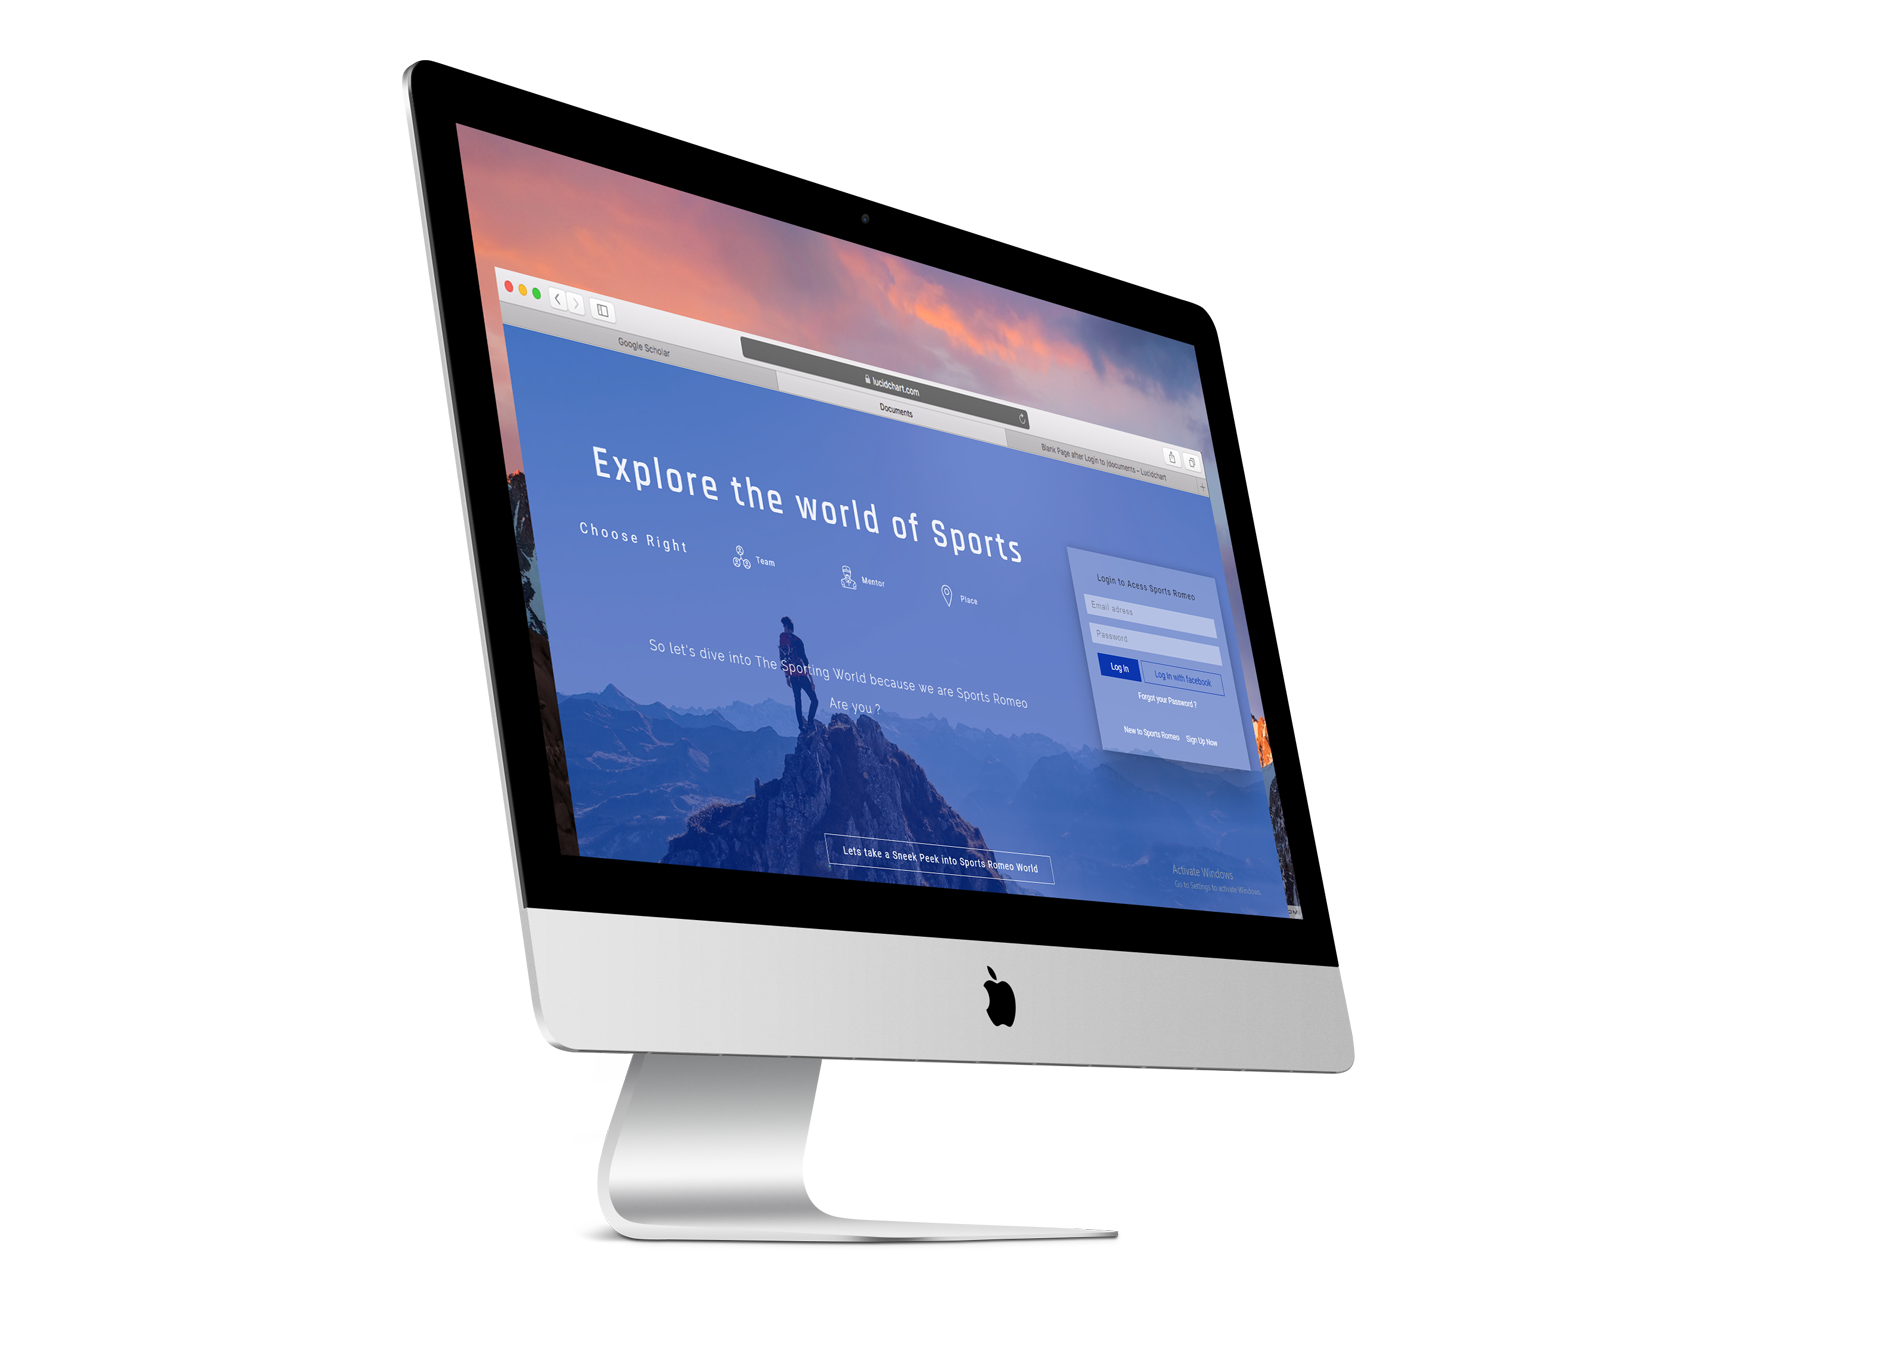 lucidchart.com
Google Scholar
Documents
Blank Page after Login to /documents – Lucidchart
Explore the world of Sports
Choose Right
Team
Mentor
Place
So let's dive into The Sporting World because we are Sports Romeo
Are you ?
Login to Acess Sports Romeo
Email adress
Password
Log In
Log In with facebook
Forgot your Password ?
New to Sports Romeo Sign Up Now
Lets take a Sneek Peek into Sports Romeo World
Activate Windows
Go to Settings to activate Windows.